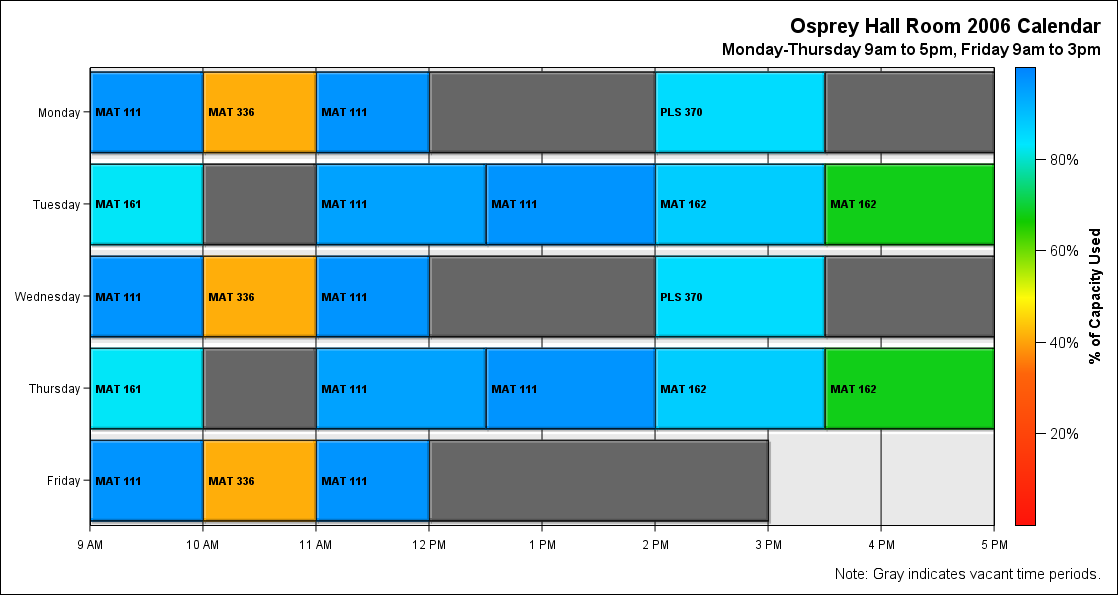 Osprey Hall Room 2006 Calendar
Monday-Thursday 9am to 5pm, Friday 9am to 3pm
Monday MAT 111 MAT 336 MAT 111 PLS 370
Tuesday MAT 161 MAT 111 MAT 111 MAT 162 MAT 162
Wednesday MAT 111 MAT 336 MAT 111 PLS 370
Thursday MAT 161 MAT 111 MAT 111 MAT 162 MAT 162
Friday MAT 111 MAT 336 MAT 111
9 AM 10 AM 11 AM 12 PM 1 PM 2 PM 3 PM 4 PM 5 PM
80%
60%
40%
20%
% of Capacity Used
Note: Gray indicates vacant time periods.